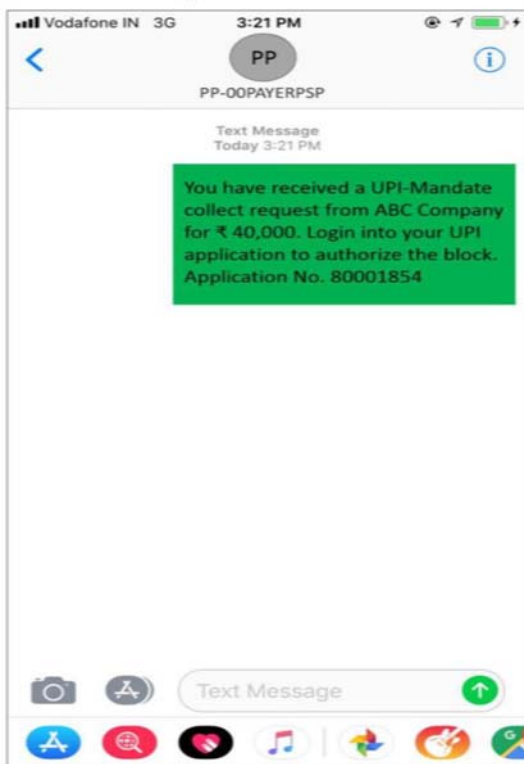 Vodafone IN 3G 3:21 PM
PP
PP-00PAYERPSP
Text Message
Today 3:21 PM
You have received a UPI-Mandate
collect request from ABC Company
for ₹ 40,000. Login into your UPI
application to authorize the block.
Application No. 80001854
Text Message